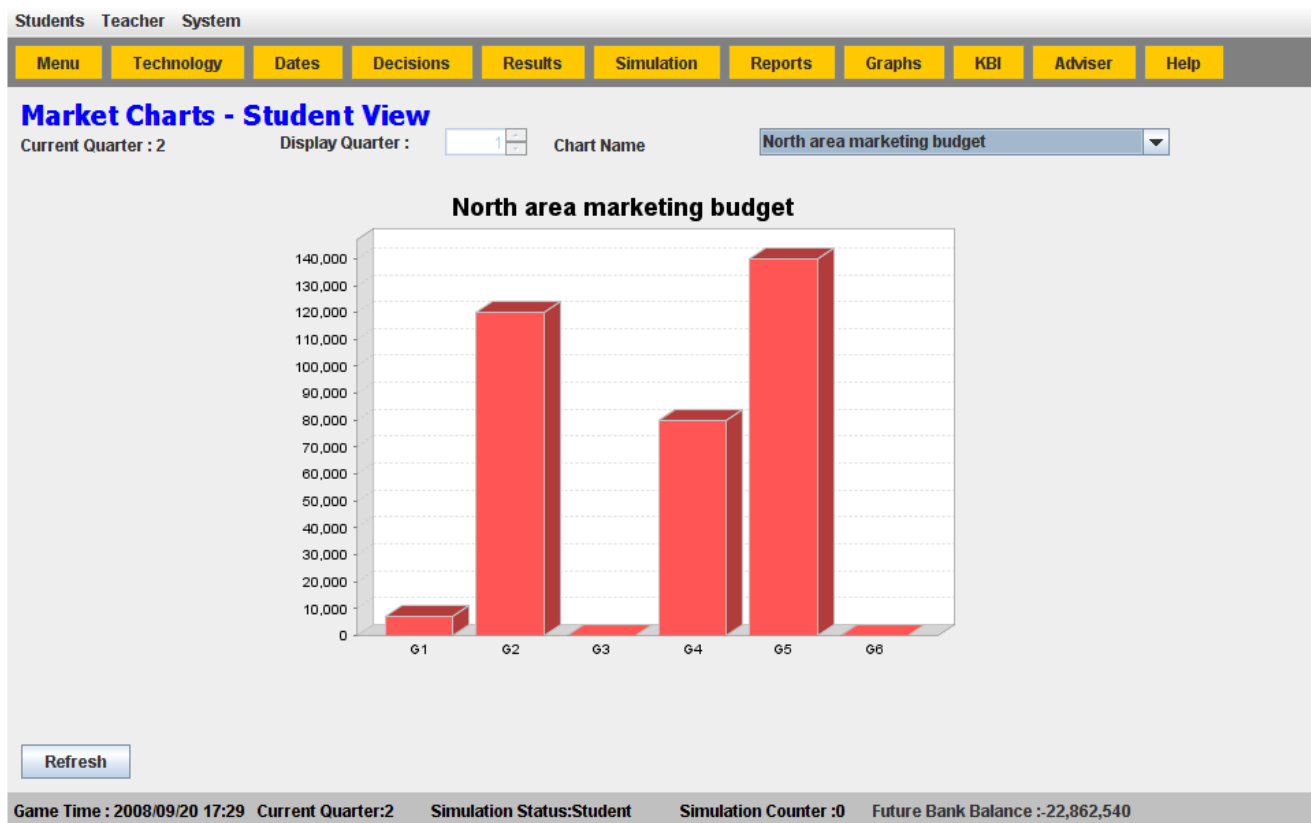 Students Teacher System
Menu Technology Dates Decisions Results Simulation Reports Graphs KBI Adviser Help
Market Charts - Student View
Current Quarter : 2 Display Quarter : 1 Chart Name North area marketing budget
North area marketing budget
140,000
130,000
120,000
110,000
100,000
90,000
80,000
70,000
60,000
50,000
40,000
30,000
20,000
10,000
0
G1 G2 G3 G4 G5 G6
Refresh
Game Time : 2008/09/20 17:29 Current Quarter:2 Simulation Status:Student Simulation Counter :0 Future Bank Balance :-22,862,540